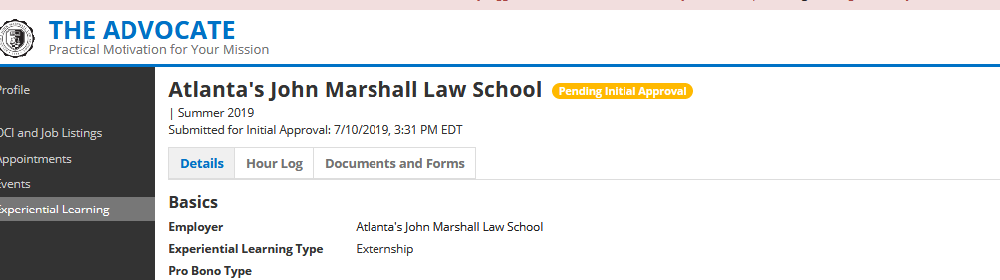 THE ADVOCATE
Practical Motivation for Your Mission
Profile
OCI and Job Listings
Appointments
Events
Experiential Learning
Atlanta's John Marshall Law School Pending Initial Approval
| Summer 2019
Submitted for Initial Approval: 7/10/2019, 3:31 PM EDT
Details Hour Log Documents and Forms
Basics
Employer Atlanta's John Marshall Law School
Experiential Learning Type Externship
Pro Bono Type